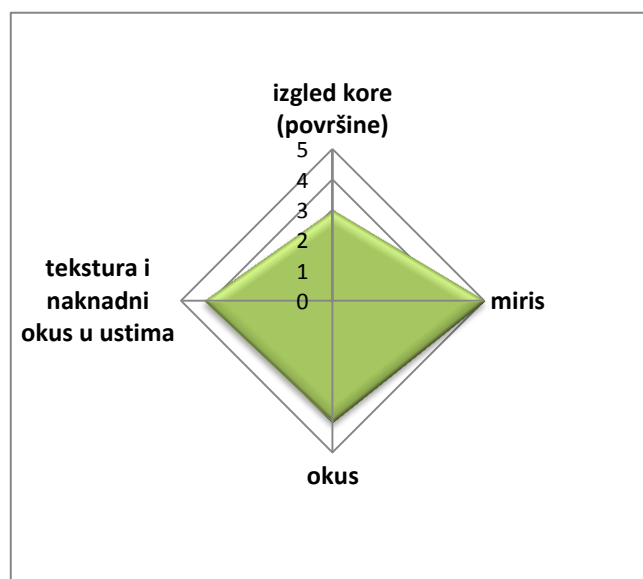 izgled kore
(površine)
5
4
3
2
1
0
tekstura i
naknadni
okus u ustima
miris
okus